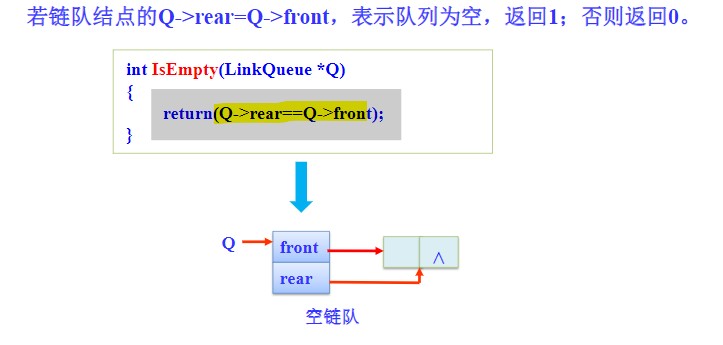 若链队结点的Q->rear=Q->front，表示队列为空，返回1；否则返回0。
int IsEmpty(LinkQueue *Q)
{
return(Q->rear==Q->front);
}
Q
front
∧
rear
空链队